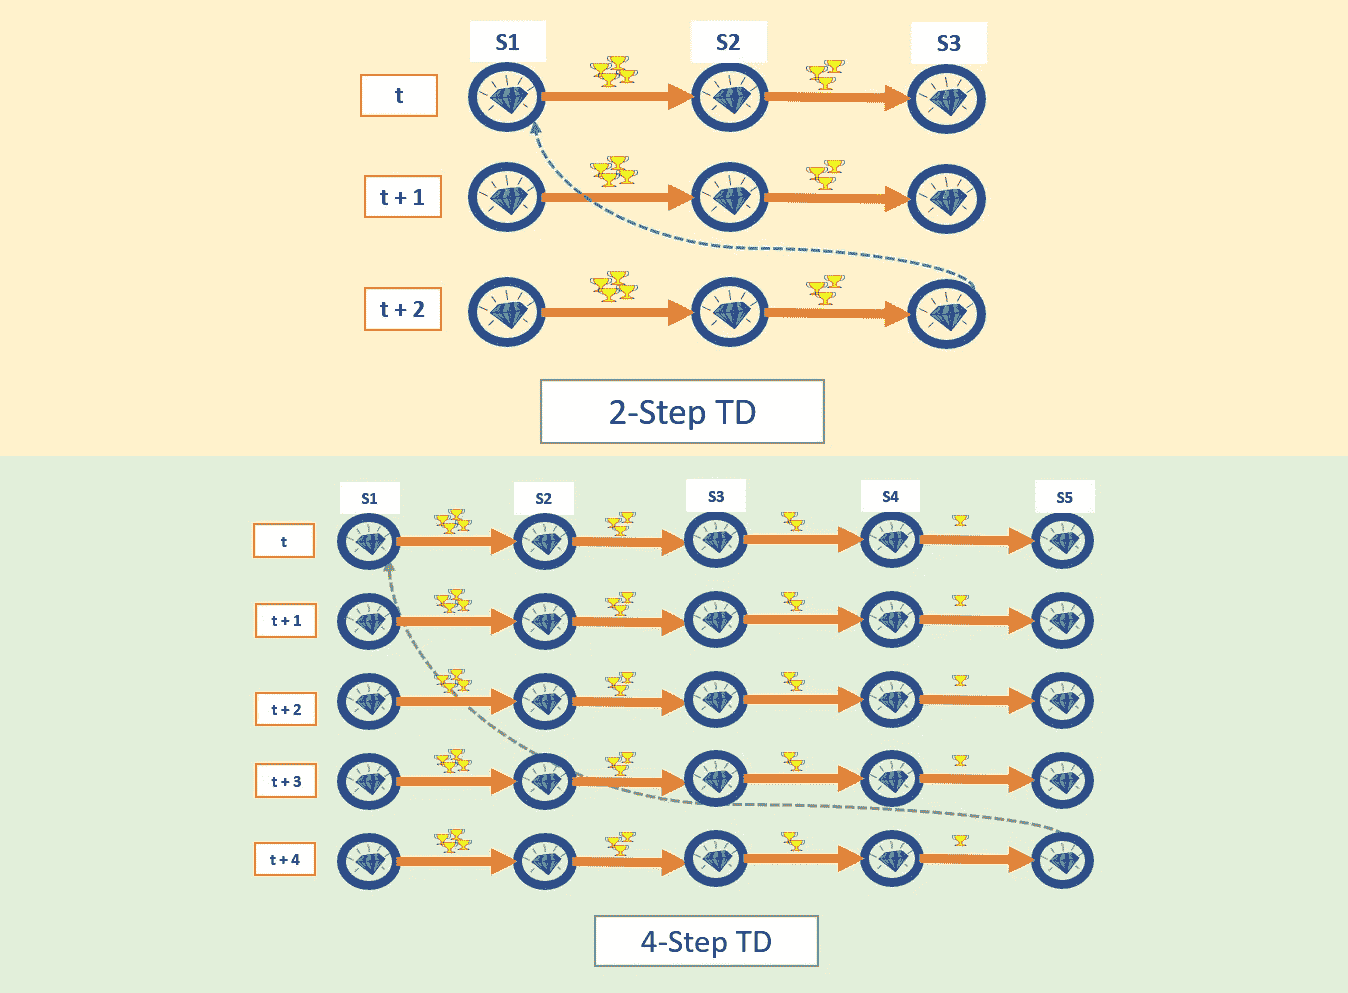 S1 S2 S3
t
t + 1
t + 2
2-Step TD
S1 S2 S3 S4 S5
t
t + 1
t + 2
t + 3
t + 4
4-Step TD